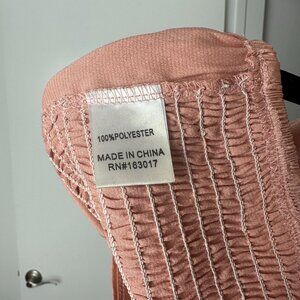 100%POLYESTER
MADE IN CHINA
RN#163017